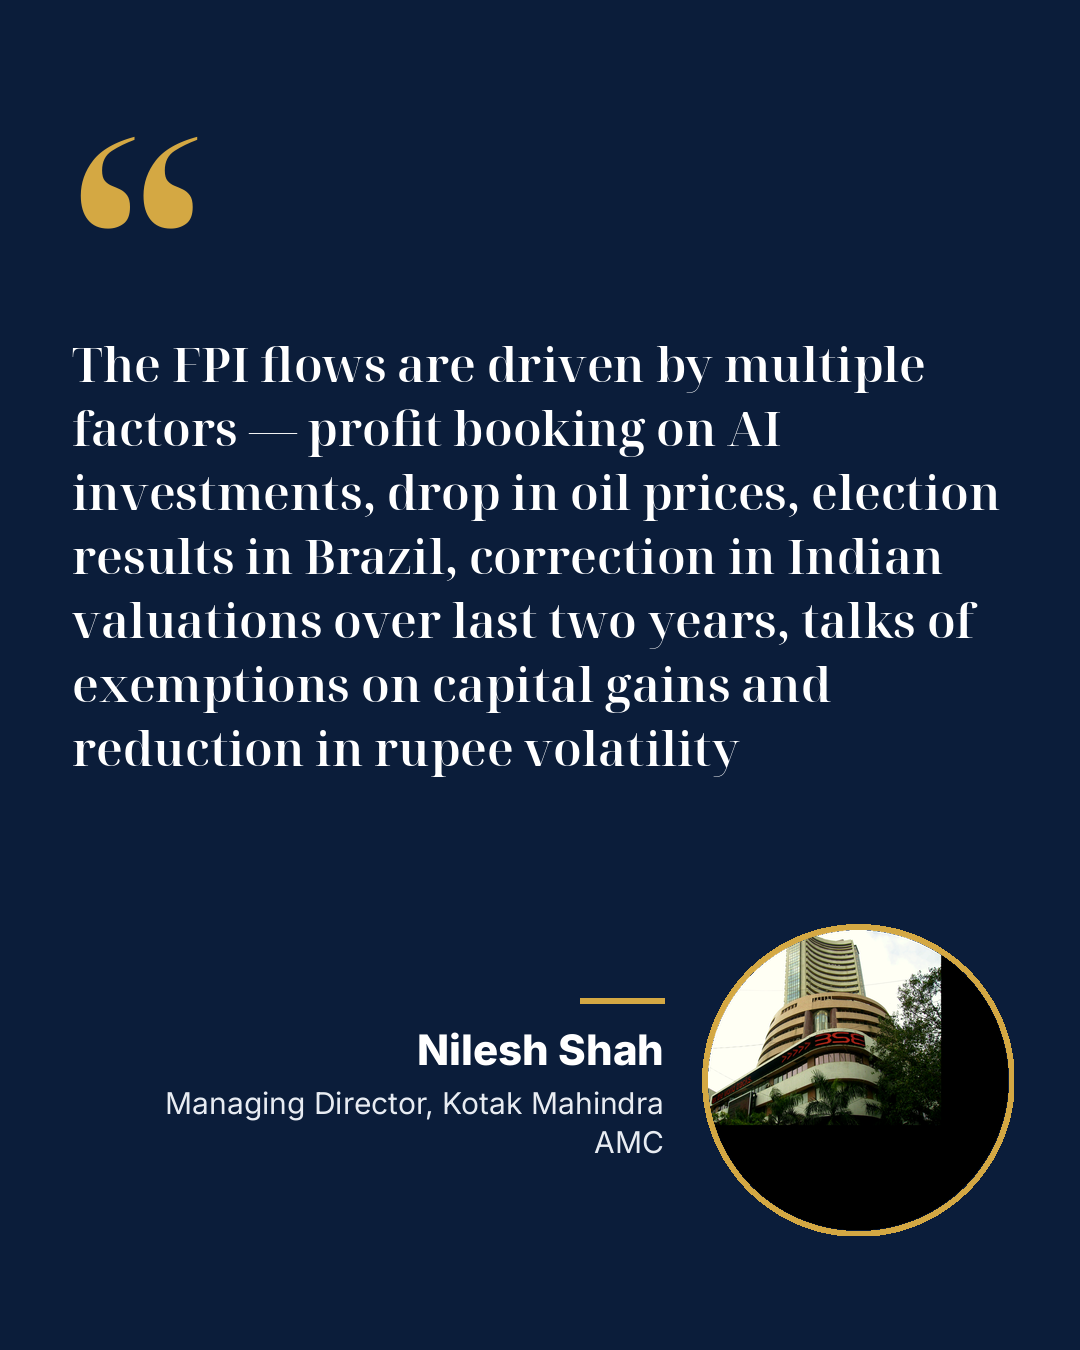 “
The FPI flows are driven by multiple
factors — profit booking on AI
investments, drop in oil prices, election
results in Brazil, correction in Indian
valuations over last two years, talks of
exemptions on capital gains and
reduction in rupee volatility
Nilesh Shah
Managing Director, Kotak Mahindra
AMC
BSE